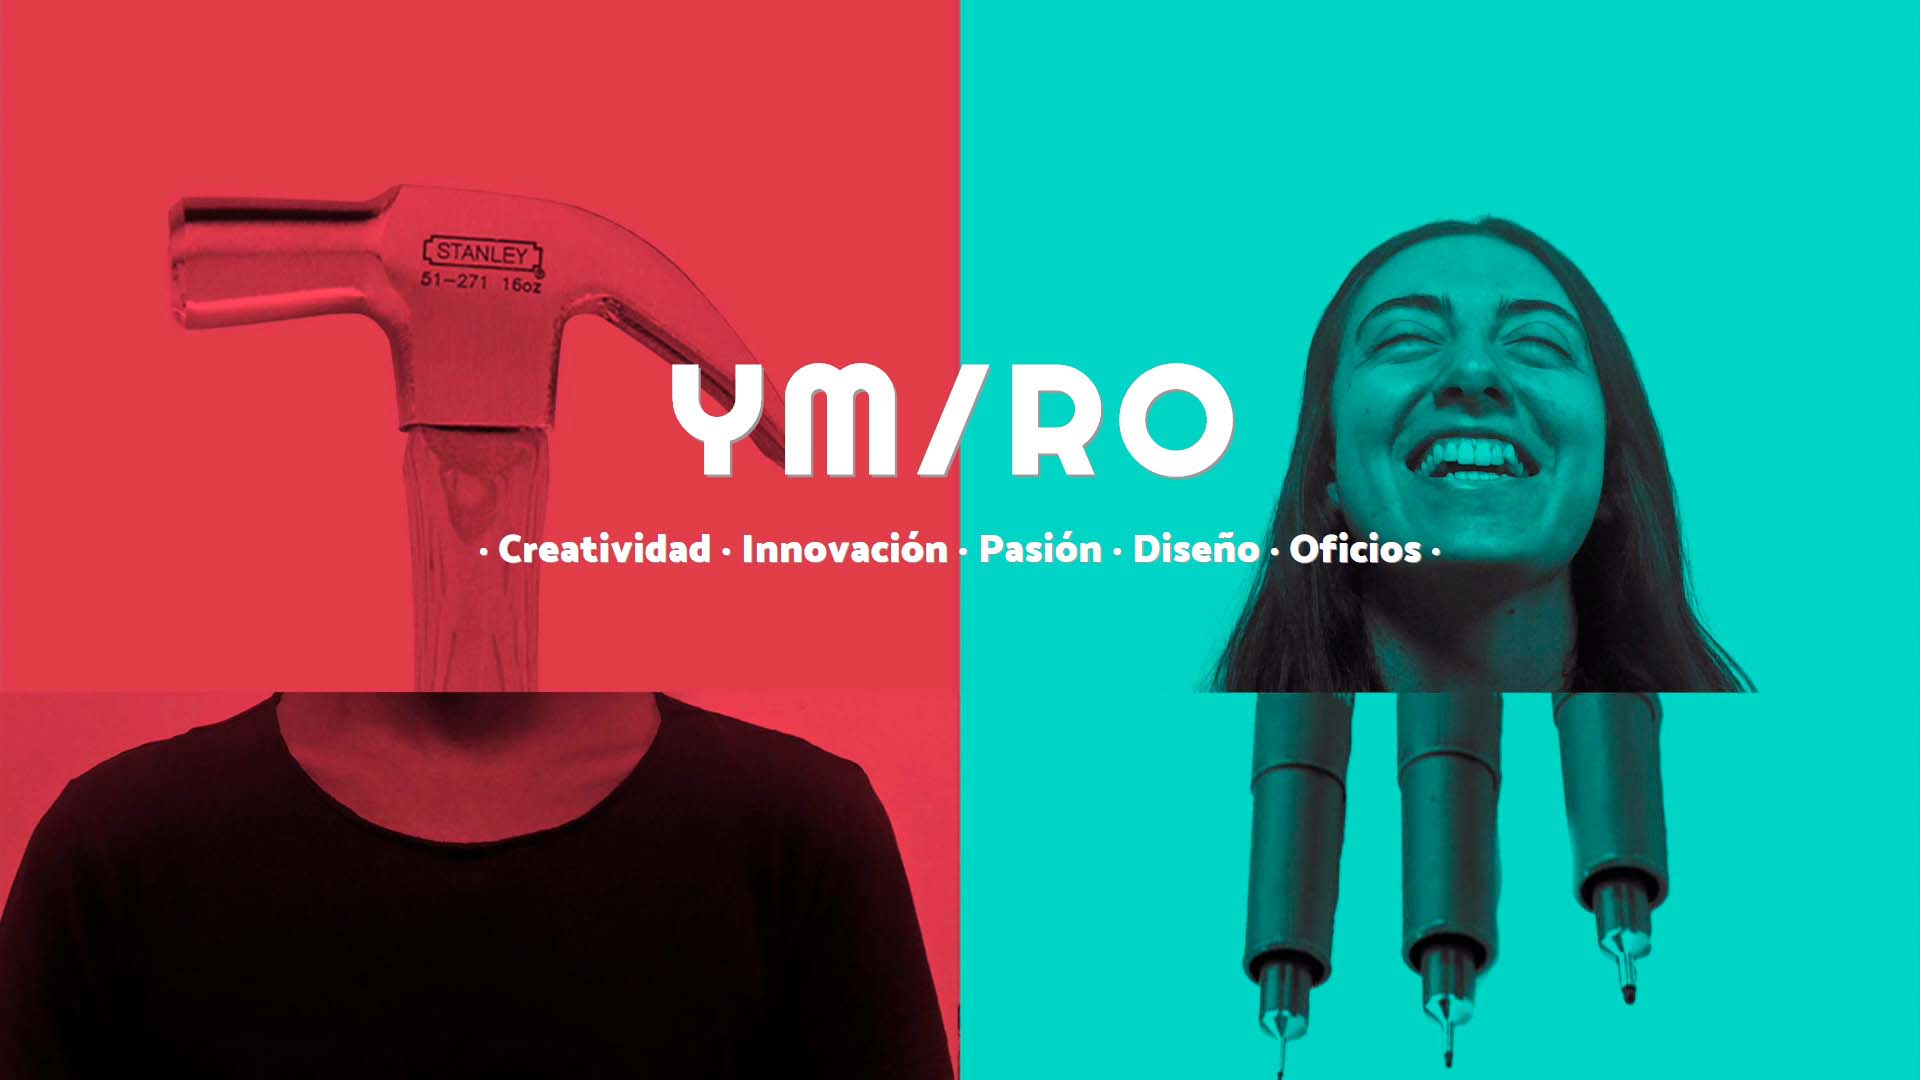 STANLEY
51-271 16oz
YM/RO
· Creatividad · Innovación · Pasión · Diseño · Oficios ·